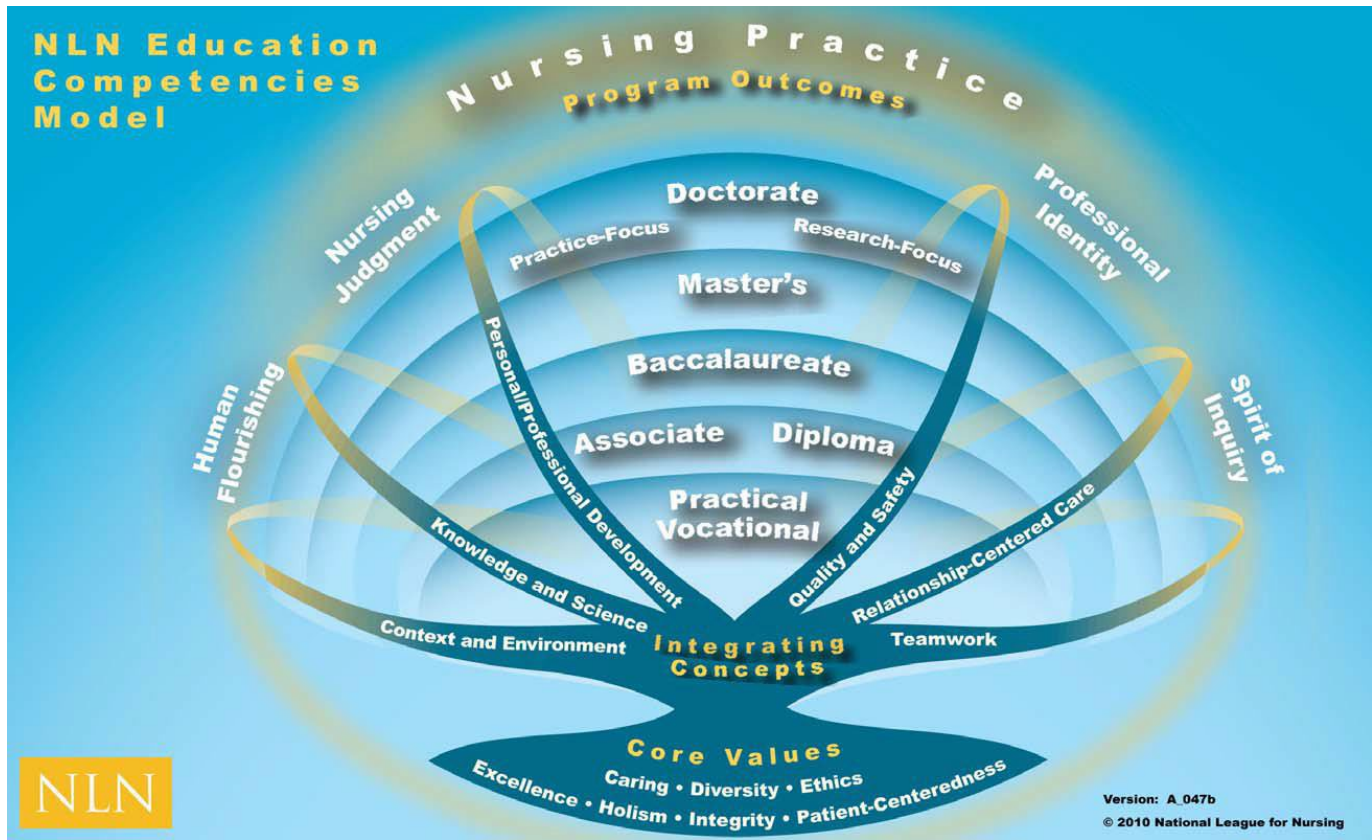 NLN Education
Competencies
Model
Nursing Practice
Program Outcomes
Nursing
Judgment
Professional
Identity
Human
Flourishing
Spirit of
Inquiry
Doctorate
Practice-Focus
Research-Focus
Master's
Baccalaureate
Associate
Diploma
Practical
Vocational
Personal/Professional Development
Knowledge and Science
Context and Environment
Quality and Safety
Relationship-Centered Care
Teamwork
Integrating
Concepts
Core Values
Caring • Diversity • Ethics
Excellence • Holism • Integrity • Patient-Centeredness
NLN
Version: A_047b
© 2010 National League for Nursing